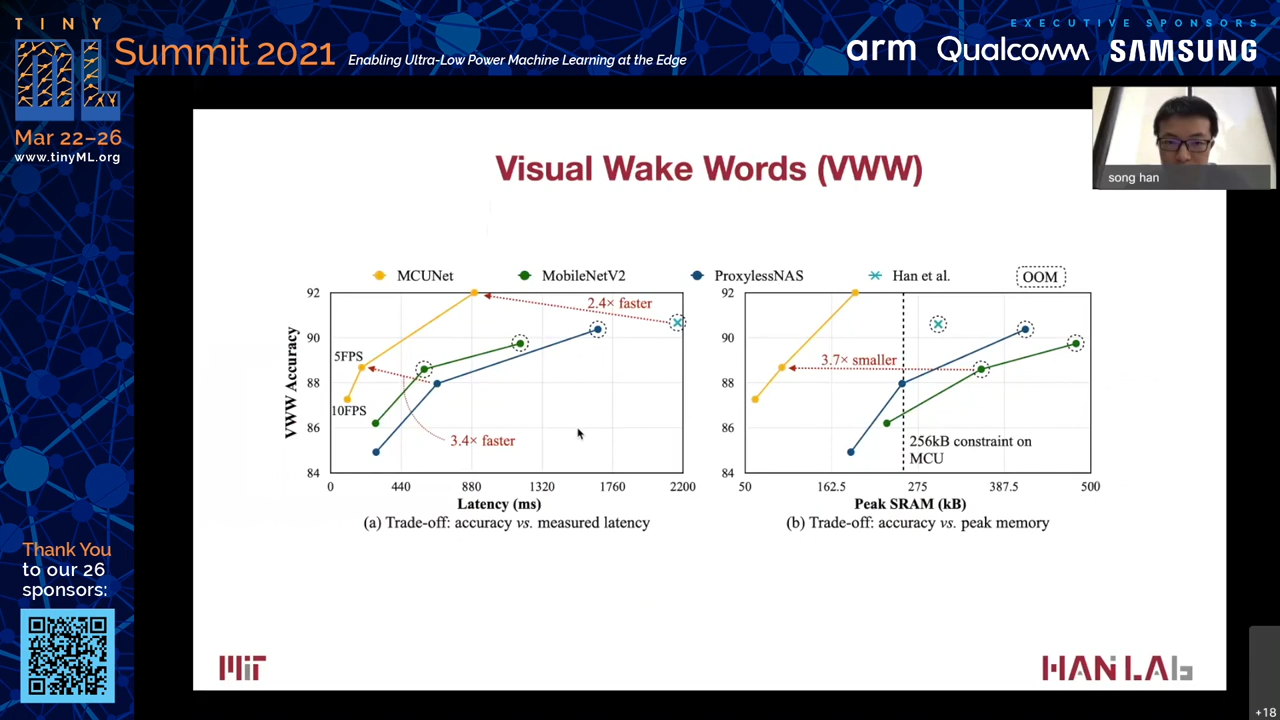 TINY
ML
Summit 2021
Enabling Ultra-Low Power Machine Learning at the Edge
EXECUTIVE SPONSORS
arm Qualcomm SAMSUNG
Mar 22–26
www.tinyML.org
song han
Visual Wake Words (VWW)
MCUNet MobileNetV2 ProxylessNAS Han et al. OOM
VWW Accuracy
92
90
88
86
84
5FPS
10FPS
2.4× faster
3.4× faster
0 440 880 1320 1760 2200
Latency (ms)
(a) Trade-off: accuracy vs. measured latency
92
90
88
86
84
3.7× smaller
256kB constraint on
MCU
50 162.5 275 387.5 500
Peak SRAM (kB)
(b) Trade-off: accuracy vs. peak memory
Thank You
to our 26
sponsors:
MIT
HAN LAb
+18